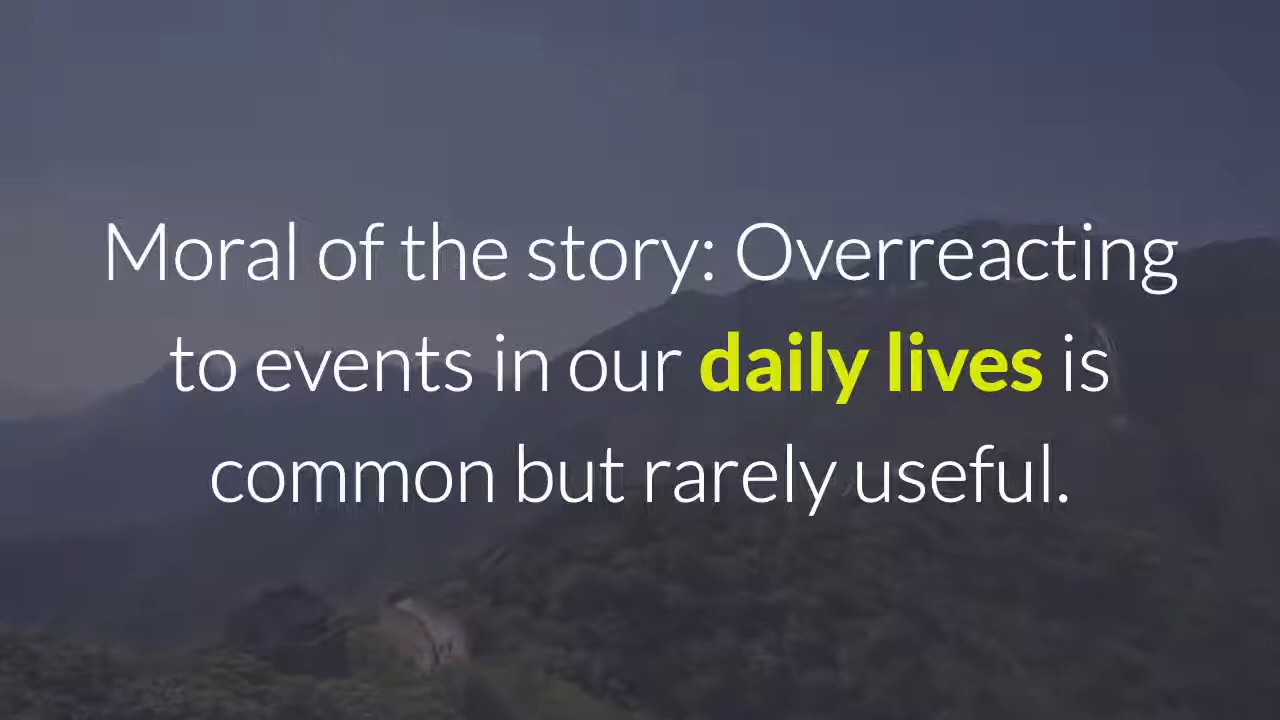 Moral of the story: Overreacting
to events in our daily lives is
common but rarely useful.